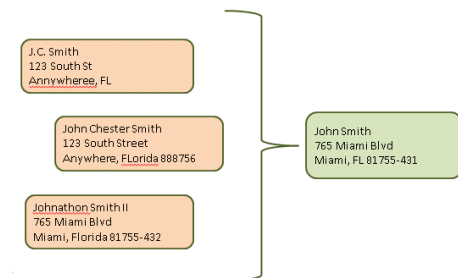 J.C. Smith
123 South St
Annywheree, FL
John Chester Smith
123 South Street
Anywhere, FLorida 888756
Johnathon Smith II
765 Miami Blvd
Miami, Florida 81755-432
John Smith
765 Miami Blvd
Miami, FL 81755-431